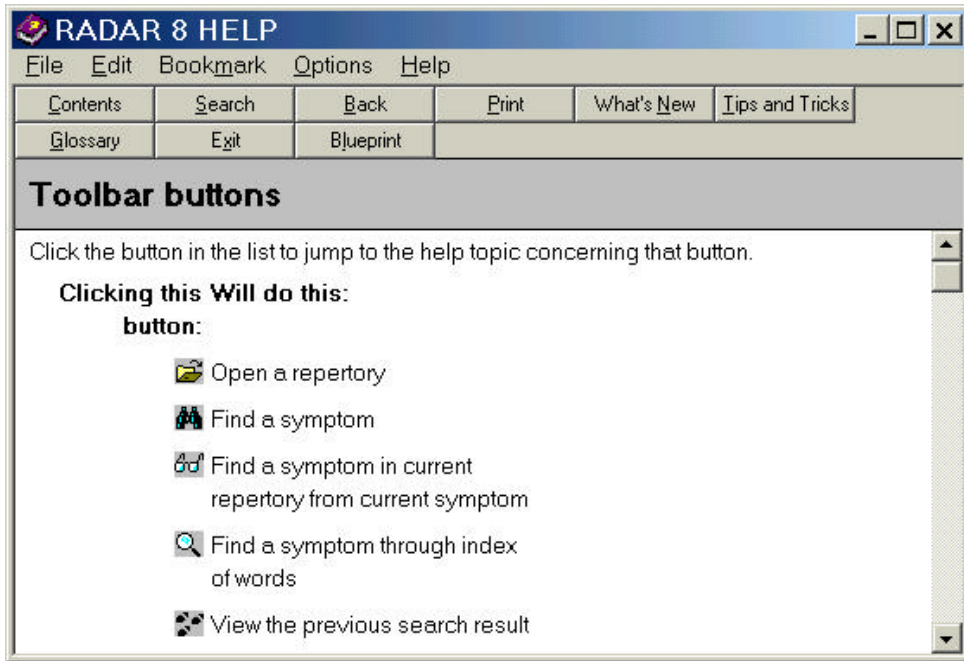 RADAR 8 HELP
File Edit Bookmark Options Help
Contents Search Back Print What's New Tips and Tricks
Glossary Exit Blueprint
Toolbar buttons
Click the button in the list to jump to the help topic concerning that button.
Clicking this Will do this:
button:
Open a repertory
Find a symptom
Find a symptom in current
repertory from current symptom
Find a symptom through index
of words
View the previous search result